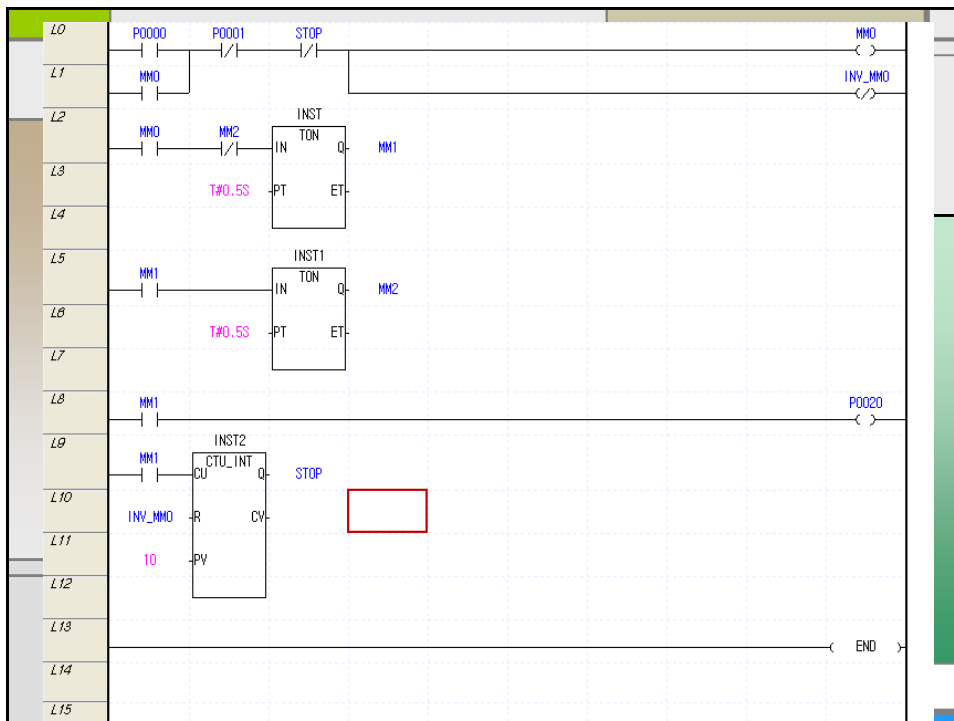 L0 P0000 P0001 STOP MM0
L1 MM0 INV_MM0
L2 INST
MM0 MM2 TON
IN Q MM1
L3 T#0.5S PT ET
L4
L5 INST1
MM1 TON
IN Q MM2
L6 T#0.5S PT ET
L7
L8 MM1 P0020
L9 INST2
MM1 CTU_INT
CU Q STOP
L10 INV_MM0 R CV
L11 10 PV
L12
L13 END
L14
L15